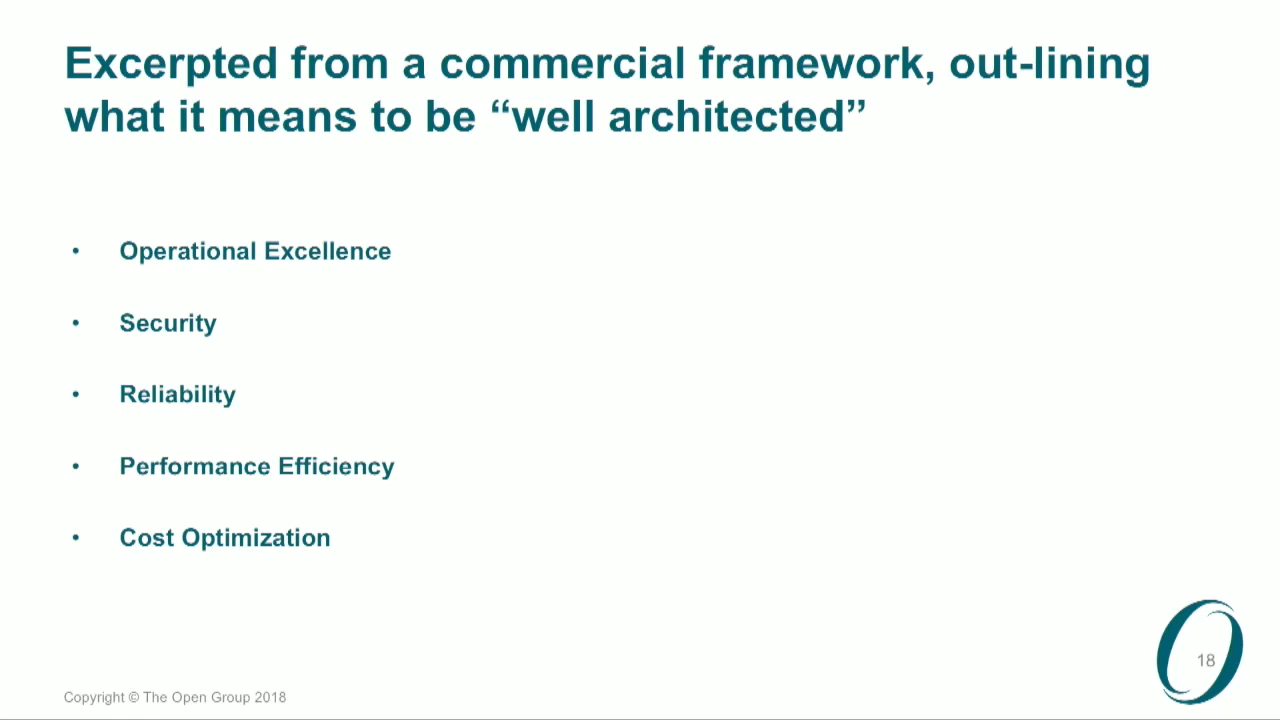 Excerpted from a commercial framework, out-lining
what it means to be “well architected”
• Operational Excellence
• Security
• Reliability
• Performance Efficiency
• Cost Optimization
18
Copyright © The Open Group 2018